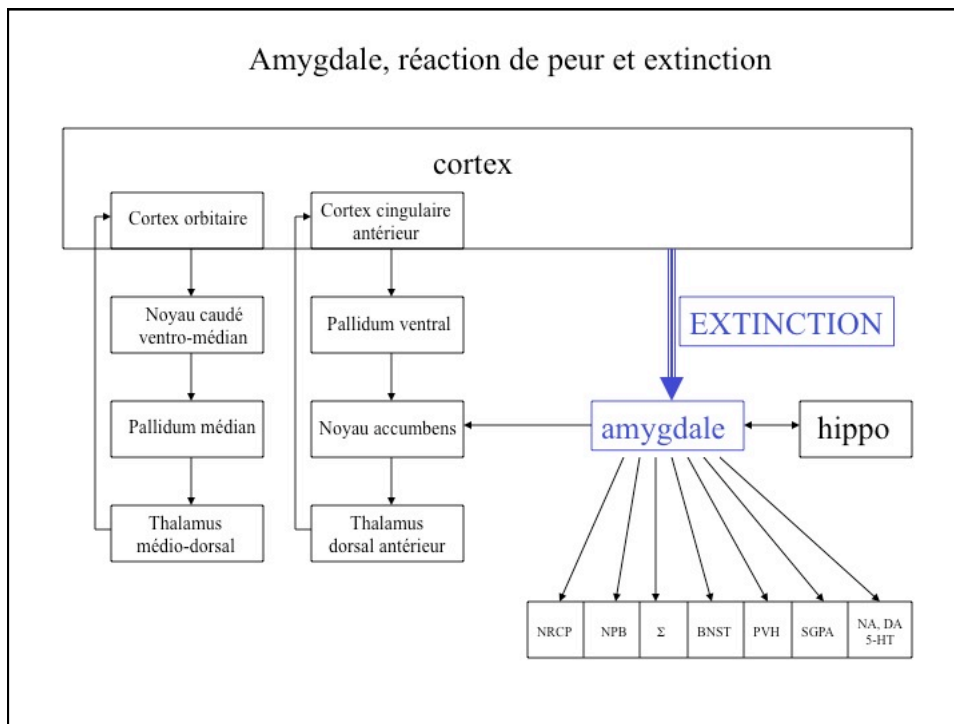 Amygdale, réaction de peur et extinction
cortex
Cortex orbitaire
Cortex cingulaire
antérieur
Noyau caudé
ventro-médian
Pallidum ventral
EXTINCTION
Pallidum médian
Noyau accumbens
amygdale
hippo
Thalamus
médio-dorsal
Thalamus
dorsal antérieur
NRCP
NPB
Σ
BNST
PVH
SGPA
NA, DA
5-HT